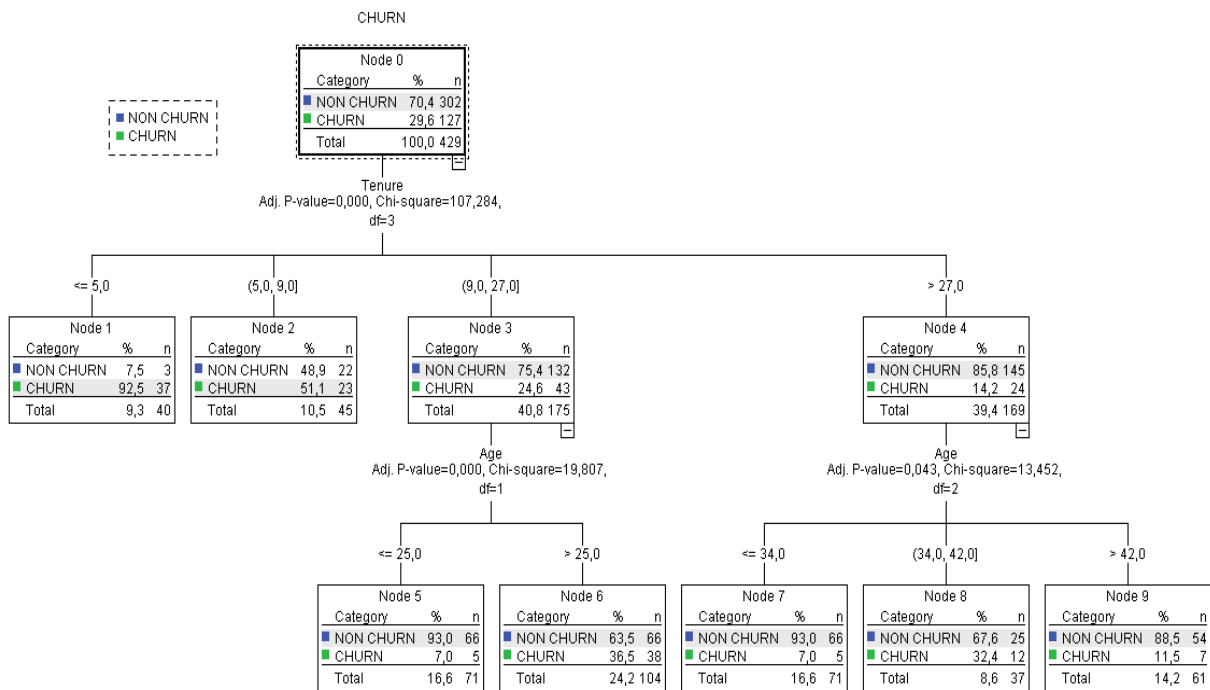 CHURN
NON CHURN
CHURN
Node 0
Category % n
NON CHURN 70,4 302
CHURN 29,6 127
Total 100,0 429
Tenure
Adj. P-value=0,000, Chi-square=107,284,
df=3
<= 5,0
(5,0, 9,0]
(9,0, 27,0]
> 27,0
Node 1
Category % n
NON CHURN 7,5 3
CHURN 92,5 37
Total 9,3 40
Node 2
Category % n
NON CHURN 48,9 22
CHURN 51,1 23
Total 10,5 45
Node 3
Category % n
NON CHURN 75,4 132
CHURN 24,6 43
Total 40,8 175
Node 4
Category % n
NON CHURN 85,8 145
CHURN 14,2 24
Total 39,4 169
Age
Adj. P-value=0,000, Chi-square=19,807,
df=1
Age
Adj. P-value=0,043, Chi-square=13,452,
df=2
<= 25,0
> 25,0
<= 34,0
(34,0, 42,0]
> 42,0
Node 5
Category % n
NON CHURN 93,0 66
CHURN 7,0 5
Total 16,6 71
Node 6
Category % n
NON CHURN 63,5 66
CHURN 36,5 38
Total 24,2 104
Node 7
Category % n
NON CHURN 93,0 66
CHURN 7,0 5
Total 16,6 71
Node 8
Category % n
NON CHURN 67,6 25
CHURN 32,4 12
Total 8,6 37
Node 9
Category % n
NON CHURN 88,5 54
CHURN 11,5 7
Total 14,2 61